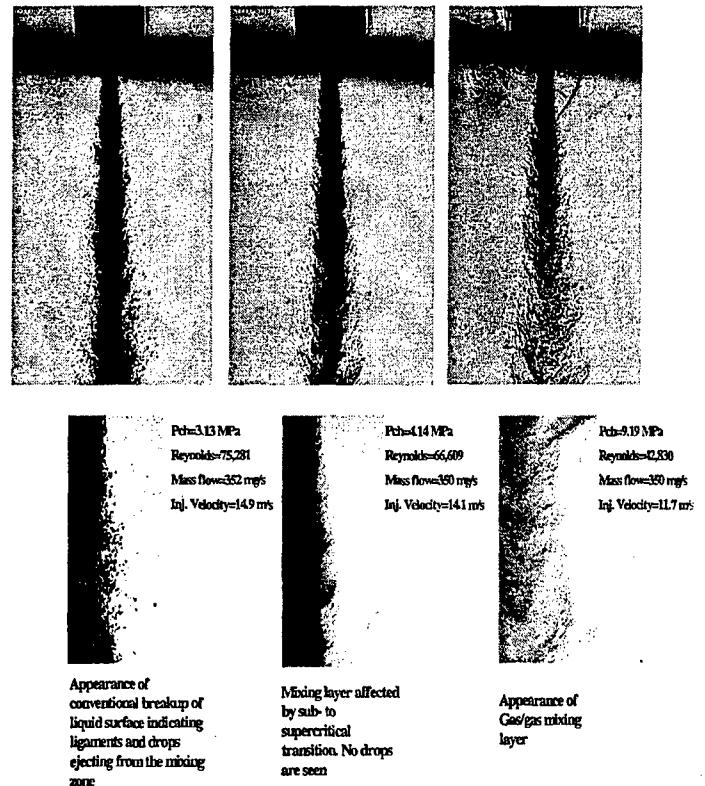 Pch=3.13 MPa
Reynolds=75,281
Mass flow=352 mg/s
Inj. Velocity=14.9 m/s
Pch=4.14 MPa
Reynolds=66,609
Mass flow=350 mg/s
Inj. Velocity=14.1 m/s
Pch=9.19 MPa
Reynolds=42,830
Mass flow=350 mg/s
Inj. Velocity=11.7 m/s
Appearance of
conventional breakup of
liquid surface indicating
ligaments and drops
ejecting from the mixing
zone
Mixing layer affected
by sub- to
supercritical
transition. No drops
are seen
Appearance of
Gas/gas mixing
layer